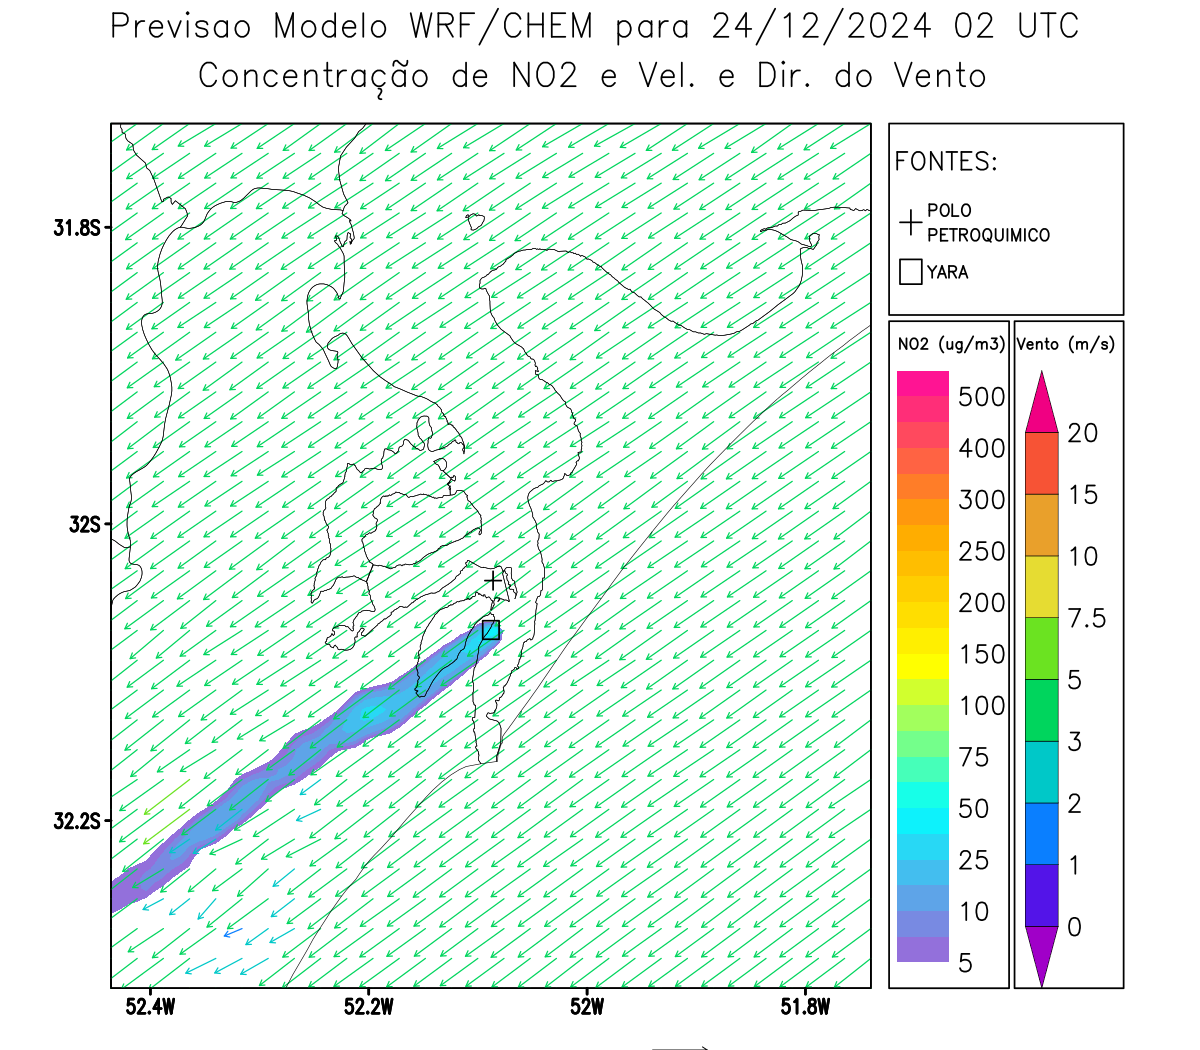 Previsao Modelo WRF/CHEM para 24/12/2024 02 UTC
Concentração de NO2 e Vel. e Dir. do Vento
FONTES:
POLO
PETROQUIMICO
YARA
NO2 (ug/m3)
500
400
300
250
200
150
100
75
50
25
10
5
Vento (m/s)
20
15
10
7.5
5
3
2
1
0
31.8S
32S
32.2S
52.4W
52.2W
52W
51.8W